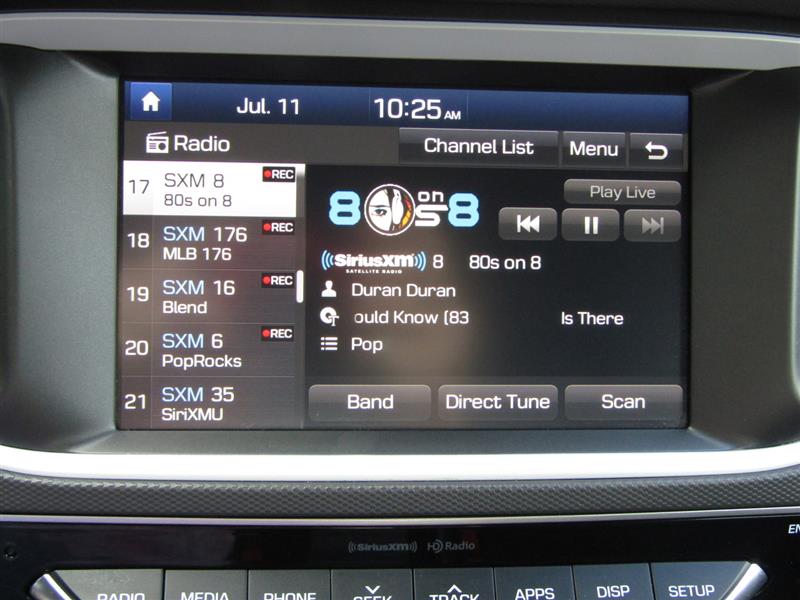 Jul. 11 10:25 AM
Radio Channel List Menu
17 SXM 8 REC
80s on 8
18 SXM 176 REC
MLB 176
19 SXM 16 REC
Blend
20 SXM 6 REC
PopRocks
21 SXM 35
SiriXMU
80s on 8
Play Live
((SiriusXM)) 8 80s on 8
SATELLITE RADIO
Duran Duran
ould Know (83 Is There
Pop
Band Direct Tune Scan
((SiriusXM)) HD Radio
EN
RADIO MEDIA PHONE SEEK TRACK APPS DISP SETUP